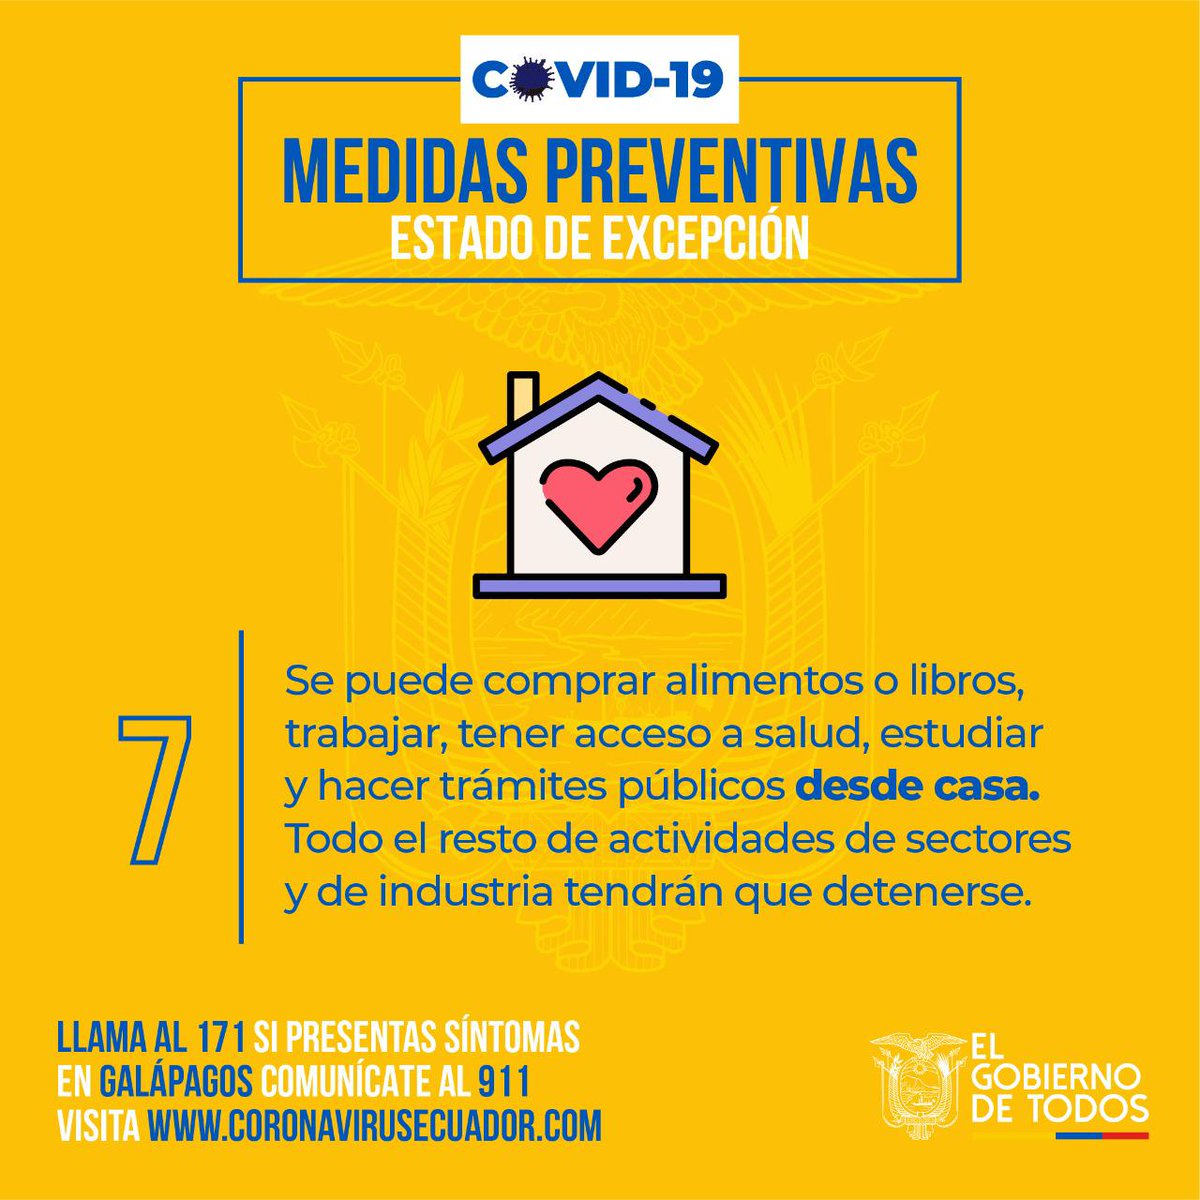 COVID-19
MEDIDAS PREVENTIVAS
ESTADO DE EXCEPCIÓN
7
Se puede comprar alimentos o libros,
trabajar, tener acceso a salud, estudiar
y hacer trámites públicos desde casa.
Todo el resto de actividades de sectores
y de industria tendrán que detenerse.
LLAMA AL 171 SI PRESENTAS SÍNTOMAS
EN GALÁPAGOS COMUNÍCATE AL 911
VISITA WWW.CORONAVIRUSECUADOR.COM
EL
GOBIERNO
DE TODOS